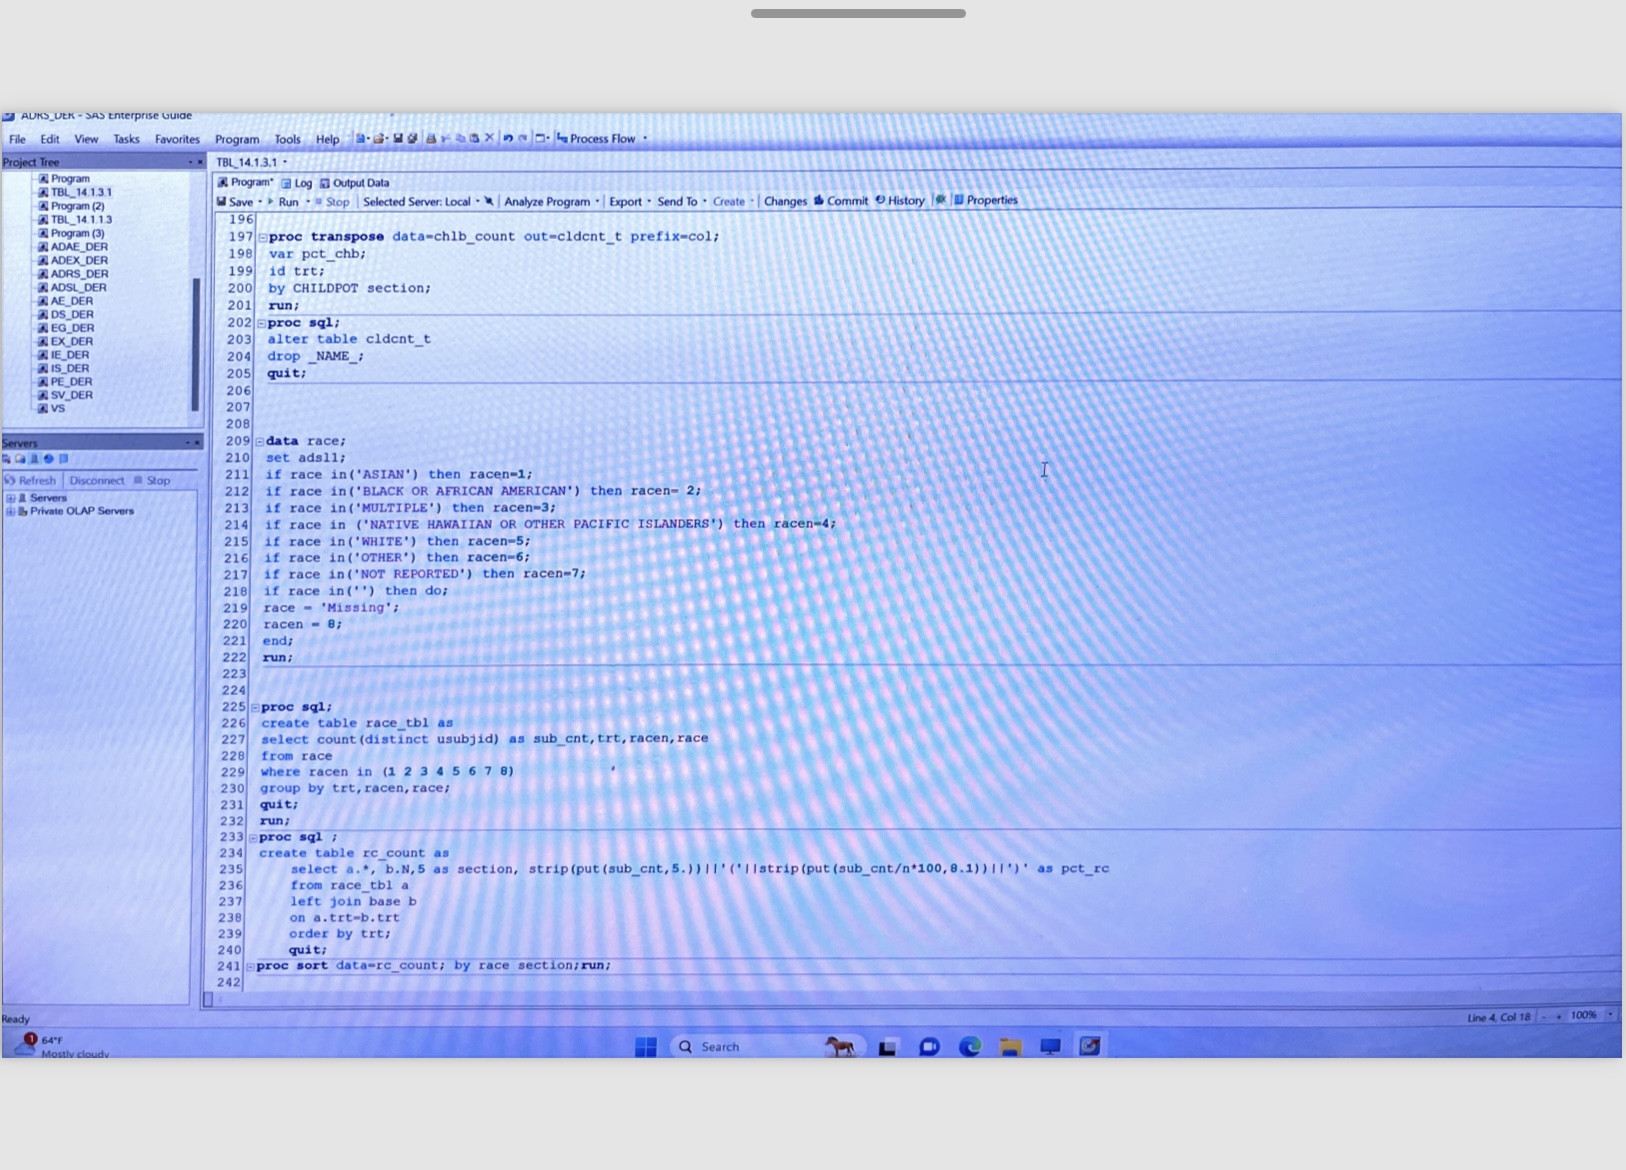 ADRS_DER - SAS Enterprise Guide
File Edit View Tasks Favorites Program Tools Help Process Flow
Project Tree
Program
TBL_14.1.3.1
Program (2)
TBL_14.1.1.3
Program (3)
ADAE_DER
ADEX_DER
ADRS_DER
ADSL_DER
AE_DER
DS_DER
EG_DER
EX_DER
IE_DER
IS_DER
PE_DER
SV_DER
VS
Servers
Refresh Disconnect Stop
Servers
Private OLAP Servers
TBL_14.1.3.1
Program* Log Output Data
Save Run Stop Selected Server: Local Analyze Program Export Send To Create Changes Commit History Properties
196
197 proc transpose data=chlb_count out=cldcnt_t prefix=col;
198 var pct_chb;
199 id trt;
200 by CHILDPOT section;
201 run;
202 proc sql;
203 alter table cldcnt_t
204 drop _NAME_;
205 quit;
206
207
208
209 data race;
210 set adsl1;
211 if race in('ASIAN') then racen=1;
212 if race in('BLACK OR AFRICAN AMERICAN') then racen= 2;
213 if race in('MULTIPLE') then racen=3;
214 if race in ('NATIVE HAWAIIAN OR OTHER PACIFIC ISLANDERS') then racen=4;
215 if race in('WHITE') then racen=5;
216 if race in('OTHER') then racen=6;
217 if race in('NOT REPORTED') then racen=7;
218 if race in('') then do;
219 race = 'Missing';
220 racen = 8;
221 end;
222 run;
223
224
225 proc sql;
226 create table race_tbl as
227 select count(distinct usubjid) as sub_cnt,trt,racen,race
228 from race
229 where racen in (1 2 3 4 5 6 7 8)
230 group by trt,racen,race;
231 quit;
232 run;
233 proc sql ;
234 create table rc_count as
235 select a.*, b.N,5 as section, strip(put(sub_cnt,5.))||'('||strip(put(sub_cnt/n*100,8.1))||')' as pct_rc
236 from race_tbl a
237 left join base b
238 on a.trt=b.trt
239 order by trt;
240 quit;
241 proc sort data=rc_count; by race section;run;
242
Ready
Line 4, Col 18 - + 100%
1
64°F
Mostly cloudy
Search